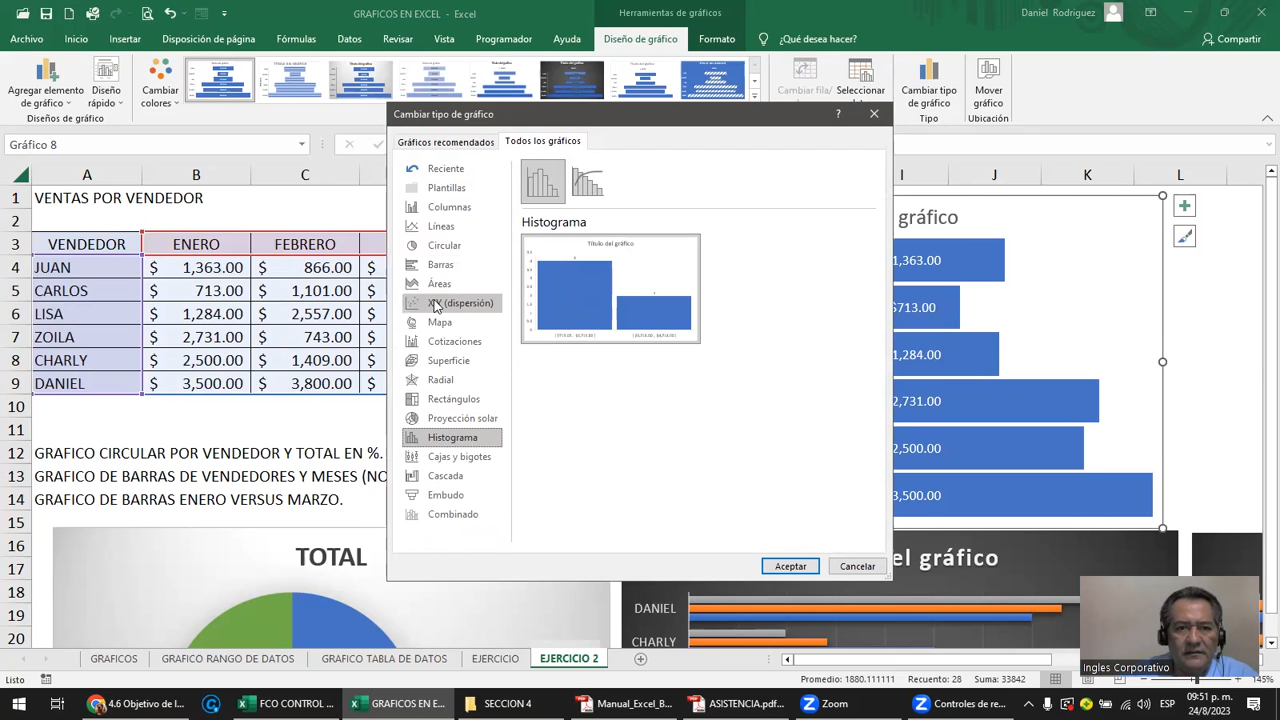 GRAFICOS EN EXCEL - Excel
Herramientas de gráficos
Daniel Rodriguez
Archivo Inicio Insertar Disposición de página Fórmulas Datos Revisar Vista Programador Ayuda Diseño de gráfico Formato ¿Qué desea hacer? Compartir
Agregar elemento de gráfico
Diseño rápido
Cambiar colores
Cambiar fila/
Seleccionar
Cambiar tipo de gráfico
Mover gráfico
Diseños de gráfico
Tipo
Ubicación
Gráfico 8
A B C I J K L
1 VENTAS POR VENDEDOR
2
3 VENDEDOR ENERO FEBRERO
4 JUAN $ 1,363.00 $ 866.00 $
5 CARLOS $ 713.00 $ 1,101.00 $
6 LISA $ 1,284.00 $ 2,557.00 $
7 ZOILA $ 2,731.00 $ 743.00 $
8 CHARLY $ 2,500.00 $ 1,409.00 $
9 DANIEL $ 3,500.00 $ 3,800.00 $
10
11
12 GRAFICO CIRCULAR POR VENDEDOR Y TOTAL EN %.
13 GRAFICO DE BARRAS DE VENDEDORES Y MESES (NO
14 GRAFICO DE BARRAS ENERO VERSUS MARZO.
15
16
17
18
19
20
TOTAL
Cambiar tipo de gráfico
?
Gráficos recomendados
Todos los gráficos
Reciente
Plantillas
Columnas
Líneas
Circular
Barras
Áreas
(dispersión)
Mapa
Cotizaciones
Superficie
Radial
Rectángulos
Proyección solar
Histograma
Cajas y bigotes
Cascada
Embudo
Combinado
Histograma
Título del gráfico
Aceptar
Cancelar
gráfico
1,363.00
$713.00
1,284.00
2,731.00
2,500.00
3,500.00
el gráfico
DANIEL
CHARLY
Ingles Corporativo
GRAFICOS GRAFICO RANGO DE DATOS GRAFICO TABLA DE DATOS EJERCICIO EJERCICIO 2
Listo
Promedio: 1880.111111 Recuento: 28 Suma: 33842
145%
4.6 Objetivo de l...
FCO CONTROL ...
GRAFICOS EN E...
SECCION 4
Manual_Excel_B...
ASISTENCIA.pdf...
Zoom
Controles de re...
ESP
09:51 p. m.
24/8/2023